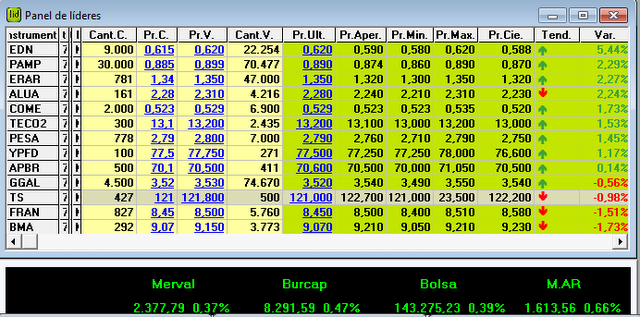 lid Panel de líderes
nstrument t I Cant.C. Pr.C. Pr.V. Cant.V. Pr.Ult. Pr.Aper. Pr.Min. Pr.Max. Pr.Cie. Tend. Var.
EDN 7 9.000 0,615 0,620 22.254 0,620 0,590 0,580 0,620 0,588 5,44%
PAMP 7 30.000 0,885 0,899 70.477 0,890 0,874 0,860 0,890 0,870 2,29%
ERAR 7 781 1,34 1,350 47.000 1,350 1,320 1,300 1,350 1,320 2,27%
ALUA 7 161 2,28 2,310 4.216 2,280 2,240 2,210 2,310 2,230 2,24%
COME 7 2.000 0,523 0,529 6.900 0,529 0,523 0,523 0,535 0,520 1,73%
TECO2 7 300 13,1 13,200 2.435 13,200 13,100 13,000 13,200 13,000 1,53%
PESA 7 778 2,79 2,800 7.000 2,790 2,760 2,710 2,790 2,750 1,45%
YPFD 7 100 77,5 77,750 271 77,500 77,250 77,250 78,000 76,600 1,17%
APBR 7 500 70,1 70,500 411 70,600 70,500 70,000 71,050 70,500 0,14%
GGAL 7 4.500 3,52 3,530 74.670 3,520 3,540 3,490 3,550 3,540 -0,56%
TS 7 427 121 121,800 500 121,000 122,700 121,000 23,500 122,200 -0,98%
FRAN 7 827 8,45 8,500 5.760 8,450 8,500 8,400 8,510 8,580 -1,51%
BMA 7 292 9,07 9,150 3.773 9,070 9,210 9,050 9,210 9,230 -1,73%
Merval Burcap Bolsa M.AR
2.377,79 0,37% 8.291,59 0,47% 143.275,23 0,39% 1.613,56 0,66%